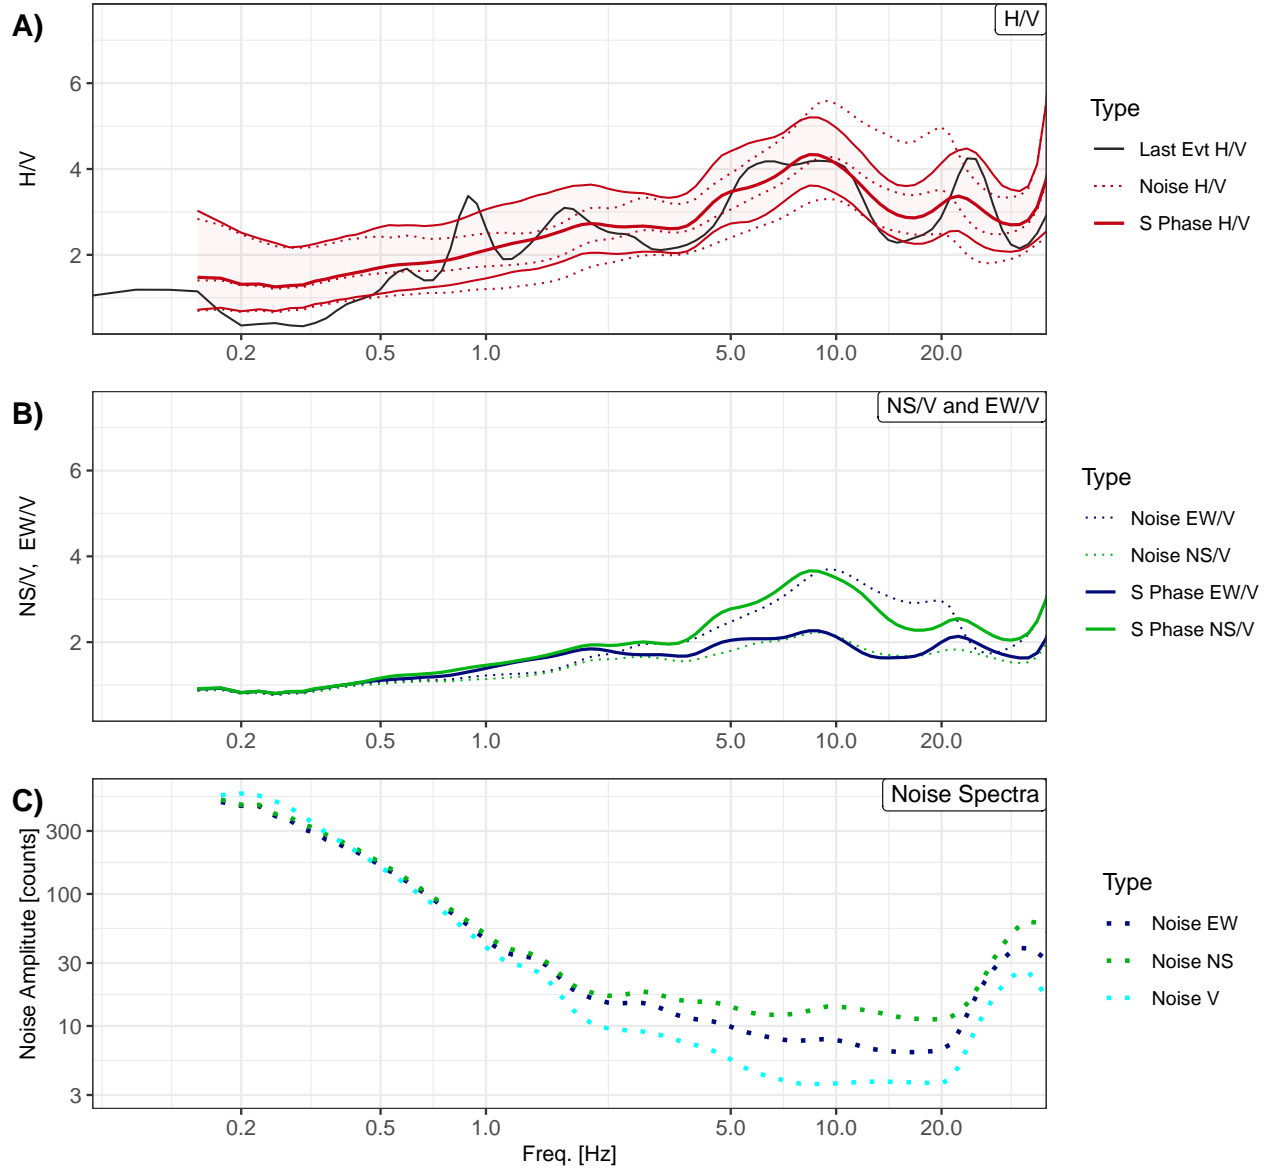 A)
H/V
6
4
2
H/V
0.2 0.5 1.0 5.0 10.0 20.0
Type
Last Evt H/V
Noise H/V
S Phase H/V
B)
NS/V and EW/V
6
4
2
NS/V, EW/V
0.2 0.5 1.0 5.0 10.0 20.0
Type
Noise EW/V
Noise NS/V
S Phase EW/V
S Phase NS/V
C)
Noise Spectra
300
100
30
10
3
Noise Amplitute [counts]
0.2 0.5 1.0 5.0 10.0 20.0
Freq. [Hz]
Type
Noise EW
Noise NS
Noise V